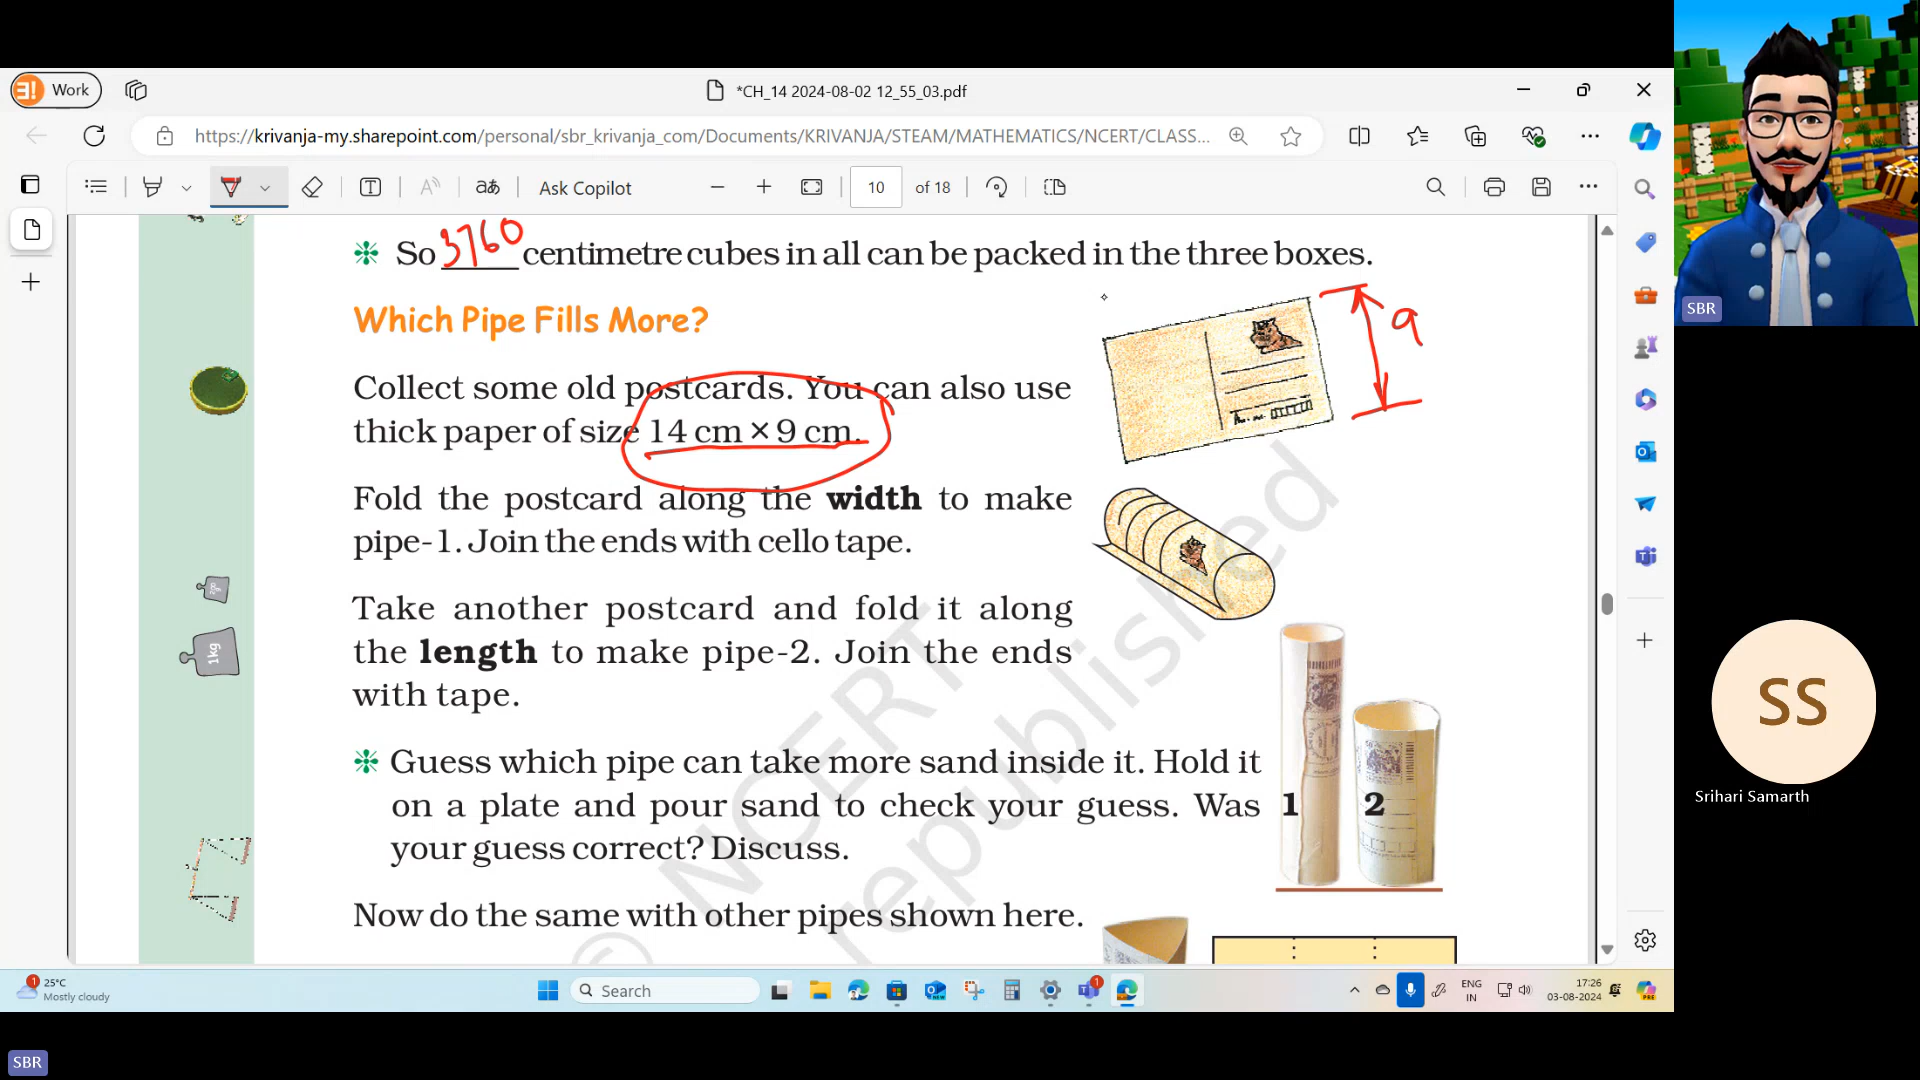 Work
*CH_14 2024-08-02 12_55_03.pdf
https://krivanja-my.sharepoint.com/personal/sbr_krivanja_com/Documents/KRIVANJA/STEAM/MATHEMATICS/NCERT/CLASS...
Ask Copilot
10 of 18
So 3760 centimetre cubes in all can be packed in the three boxes.
Which Pipe Fills More?
Collect some old postcards. You can also use
thick paper of size 14 cm × 9 cm.
9
Fold the postcard along the width to make
pipe-1. Join the ends with cello tape.
Take another postcard and fold it along
the length to make pipe-2. Join the ends
with tape.
Guess which pipe can take more sand inside it. Hold it
on a plate and pour sand to check your guess. Was
your guess correct? Discuss.
1 2
Now do the same with other pipes shown here.
© NCERT
republished
1kg
SBR
SS
Srihari Samarth
1
25°C
Mostly cloudy
Search
1
ENG
IN
17:26
03-08-2024
SBR